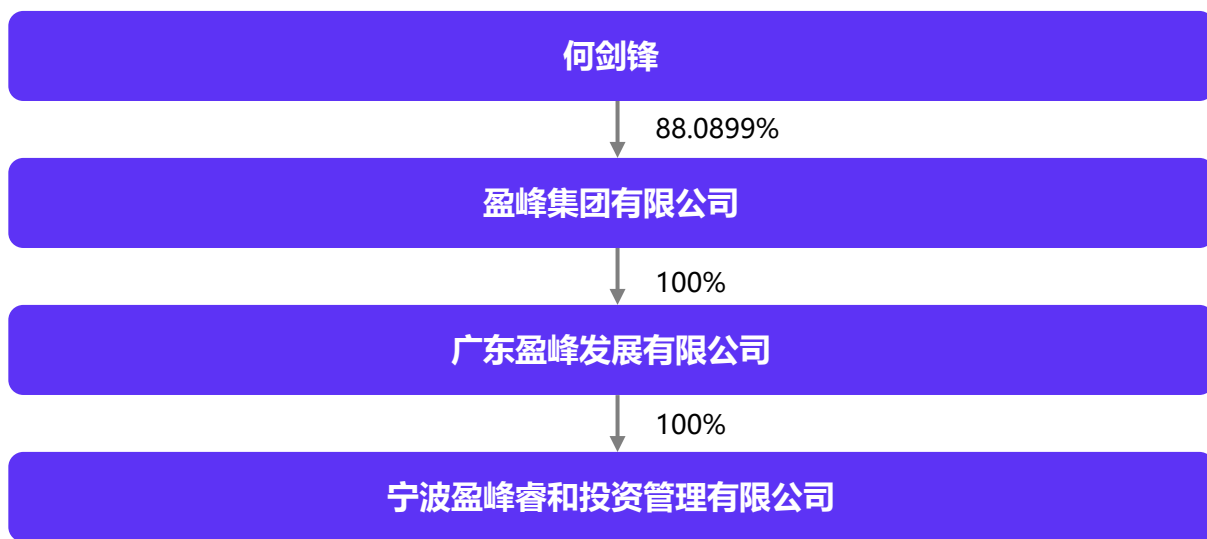 何剑锋
88.0899%
盈峰集团有限公司
100%
广东盈峰发展有限公司
100%
宁波盈峰睿和投资管理有限公司